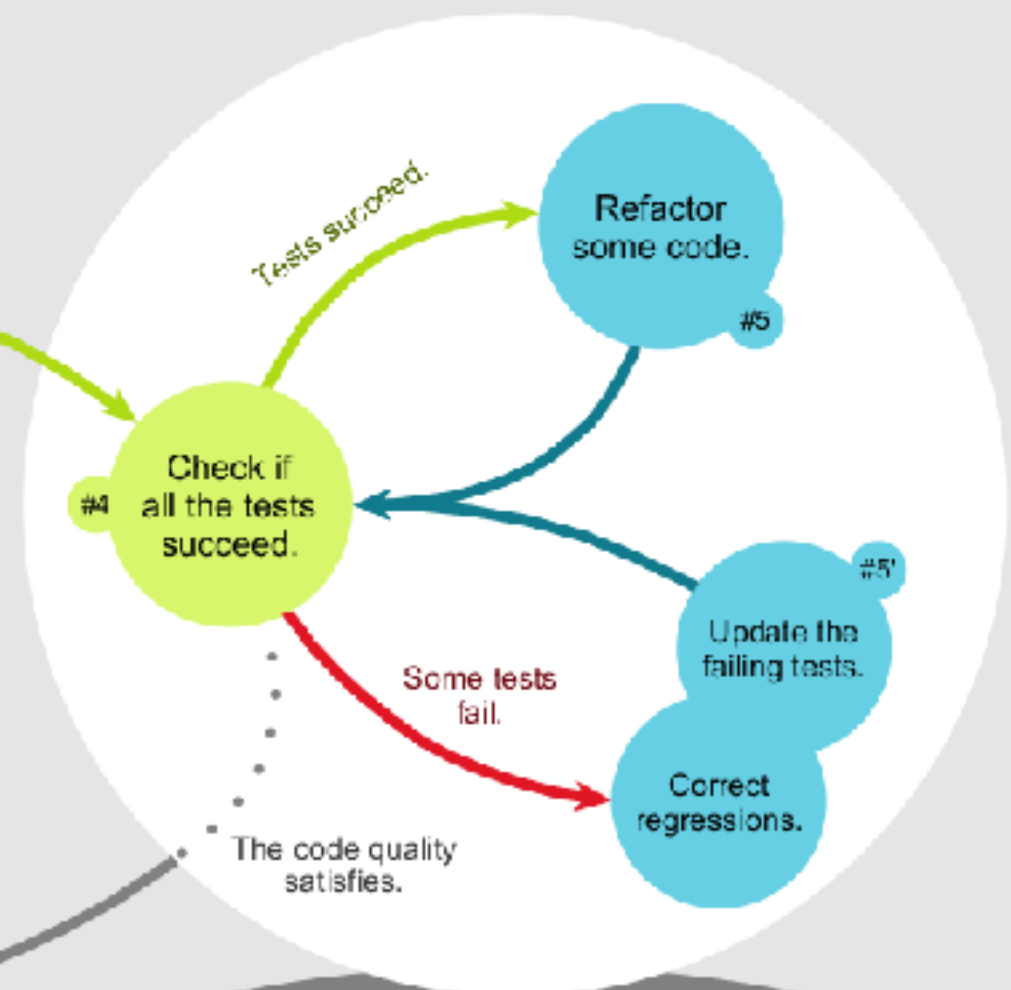 Tests succeed.
Refactor
some code.
#5
Check if
all the tests
succeed.
#4
#5'
Update the
failing tests.
Some tests
fail.
Correct
regressions.
The code quality
satisfies.